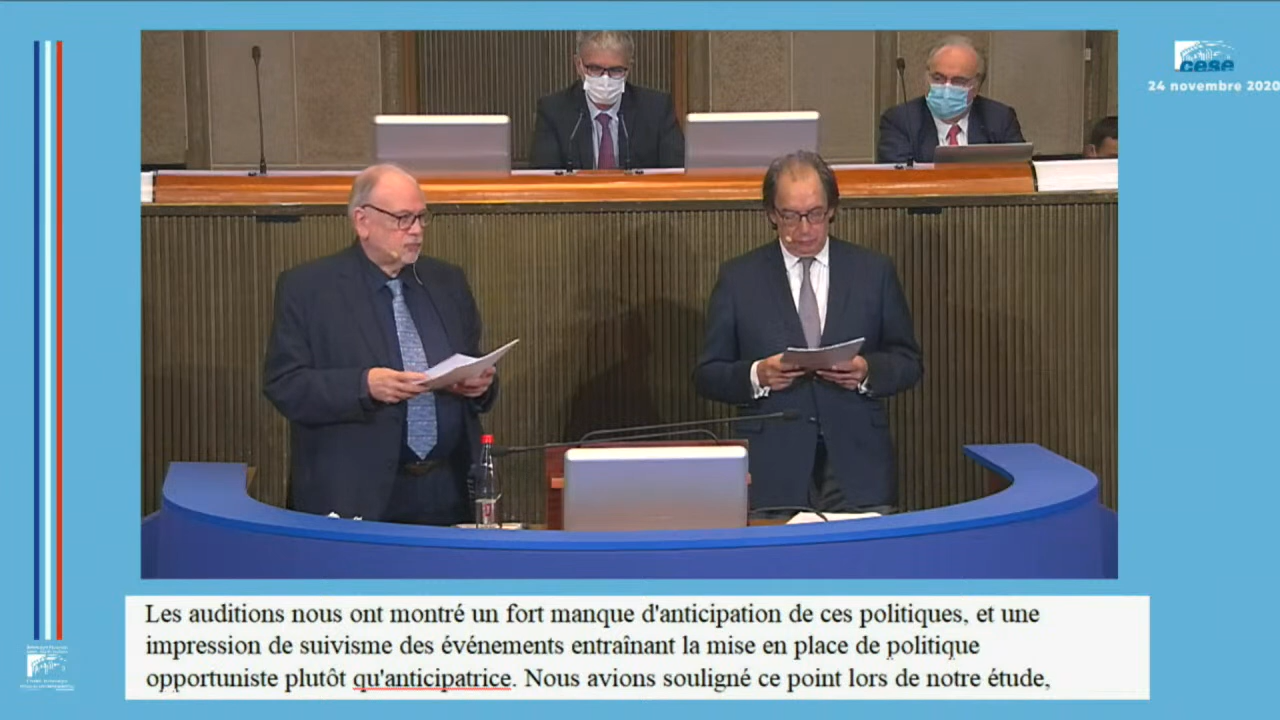 cese
24 novembre 2020
Les auditions nous ont montré un fort manque d'anticipation de ces politiques, et une
impression de suivisme des événements entraînant la mise en place de politique
opportuniste plutôt qu'anticipatrice. Nous avions souligné ce point lors de notre étude,